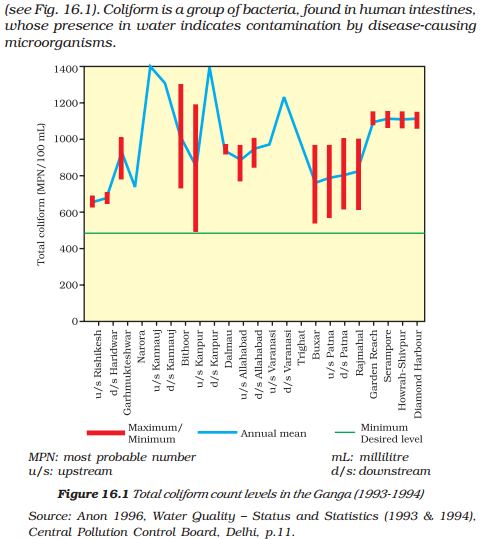 (see Fig. 16.1). Coliform is a group of bacteria, found in human intestines,
whose presence in water indicates contamination by disease-causing
microorganisms.
Total coliform (MPN/100 mL)
1400
1200
1000
800
600
400
200
0
u/s Rishikesh
d/s Haridwar
Garhmukteshwar
Narora
u/s Kannauj
d/s Kannauj
Bithoor
u/s Kanpur
d/s Kanpur
Dalmau
u/s Allahabad
d/s Allahabad
u/s Varanasi
d/s Varanasi
Trighat
Buxar
u/s Patna
d/s Patna
Rajmahal
Garden Reach
Serampore
Howrah-Shivpur
Diamond Harbour
Maximum/
Minimum
Annual mean
Minimum
Desired level
MPN: most probable number
mL: millilitre
u/s: upstream
d/s: downstream
Figure 16.1 Total coliform count levels in the Ganga (1993-1994)
Source: Anon 1996, Water Quality – Status and Statistics (1993 & 1994),
Central Pollution Control Board, Delhi, p.11.